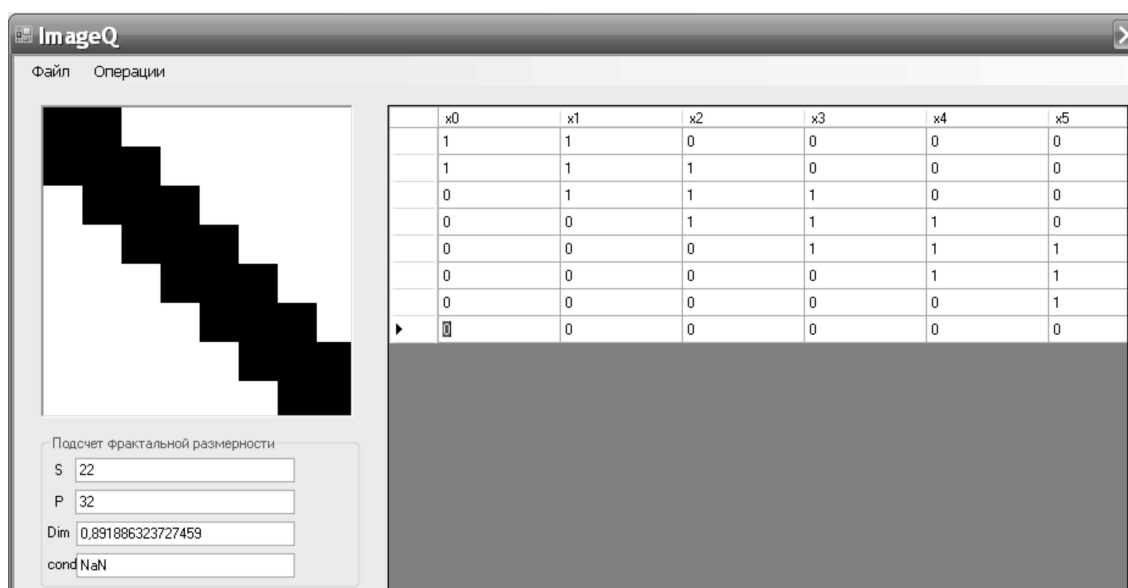 ImageQ
Файл Операции
x0 x1 x2 x3 x4 x5
1 1 0 0 0 0
1 1 1 0 0 0
0 1 1 1 0 0
0 0 1 1 1 0
0 0 0 1 1 1
0 0 0 0 1 1
0 0 0 0 0 1
0 0 0 0 0 0
Подсчет фрактальной размерности
S 22
P 32
Dim 0,891886323727459
cond NaN